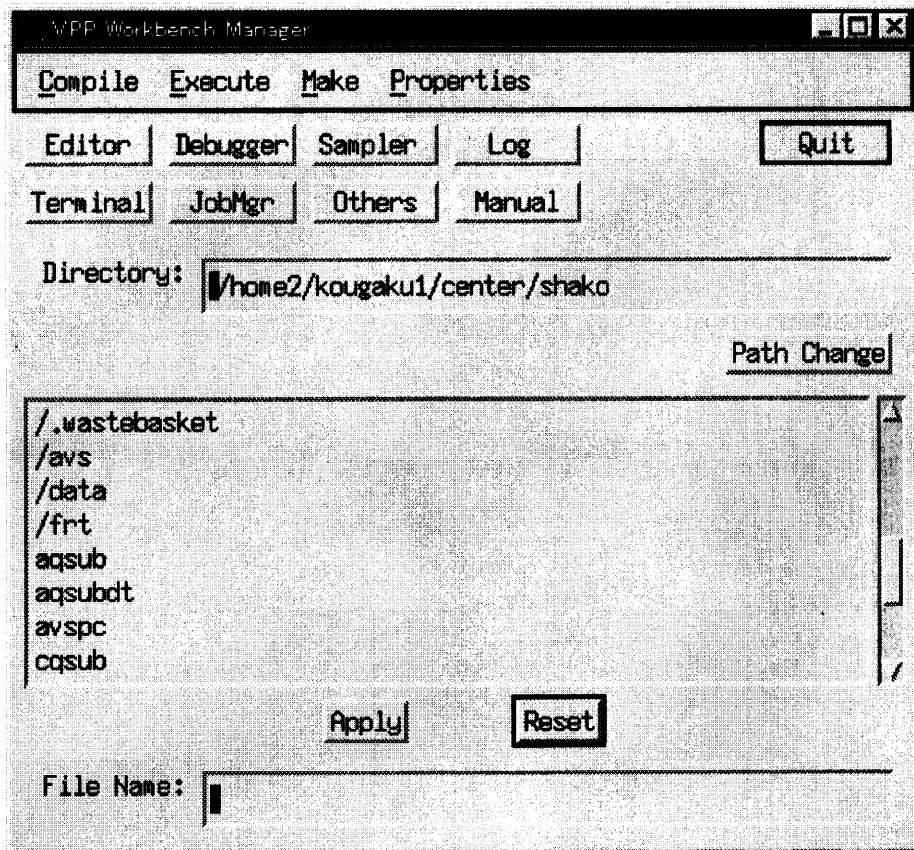 VPP Workbench Manager
Compile Execute Make Properties
Editor Debugger Sampler Log Quit
Terminal JobMgr Others Manual
Directory: /home2/kougaku1/center/shako
Path Change
/.wastebasket
/avs
/data
/frt
aqsub
aqsubdt
avspc
cqsub
Apply Reset
File Name: